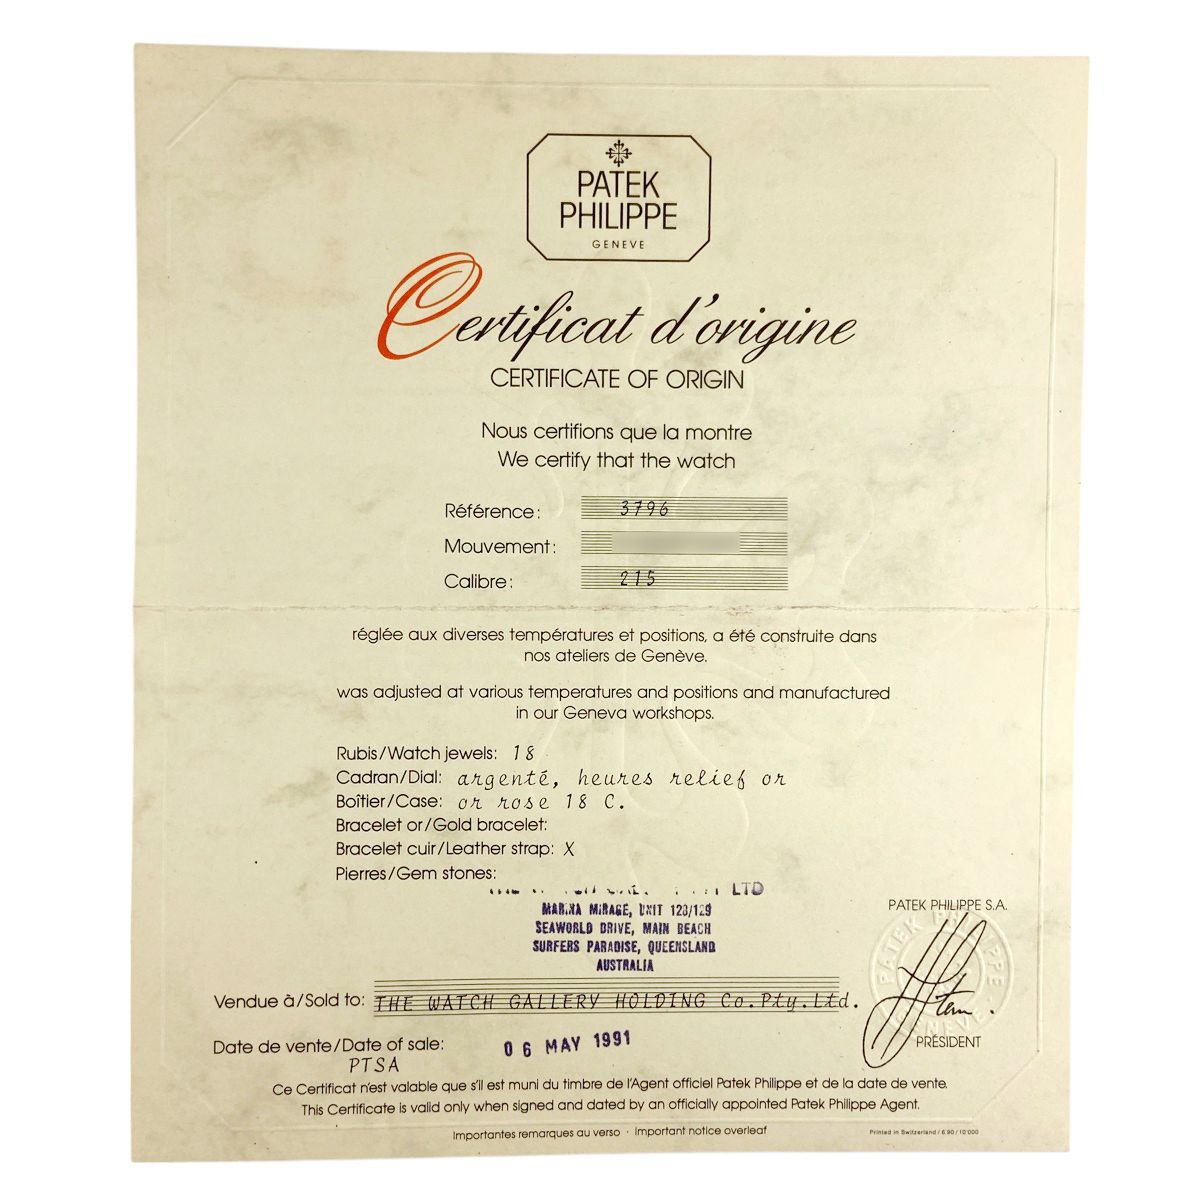 PATEK
PHILIPPE
GENEVE
Certificat d'origine
CERTIFICATE OF ORIGIN
Nous certifions que la montre
We certify that the watch
Référence: 3796
Mouvement:
Calibre: 215
réglée aux diverses températures et positions, a été construite dans
nos ateliers de Genève.
was adjusted at various temperatures and positions and manufactured
in our Geneva workshops.
Rubis/Watch jewels: 18
Cadran/Dial: argenté, heures relief or
Boîtier/Case: or rose 18 C.
Bracelet or/Gold bracelet:
Bracelet cuir/Leather strap: X
Pierres/Gem stones:
LTD
MARINA MIRAGE, UNIT 128/129
SEAWORLD DRIVE, MAIN BEACH
SURFERS PARADISE, QUEENSLAND
AUSTRALIA
PATEK PHILIPPE S.A.
PATEK PHILIPPE
GENEVE
Vendue à/Sold to: THE WATCH GALLERY HOLDING Co.Pty.Ltd.
PRÉSIDENT
Date de vente/Date of sale: 06 MAY 1991
PTSA
Ce Certificat n'est valable que s'il est muni du timbre de l'Agent officiel Patek Philippe et de la date de vente.
This Certificate is valid only when signed and dated by an officially appointed Patek Philippe Agent.
Importantes remarques au verso · Important notice overleaf
Printed in Switzerland / 6.90 / 10'000